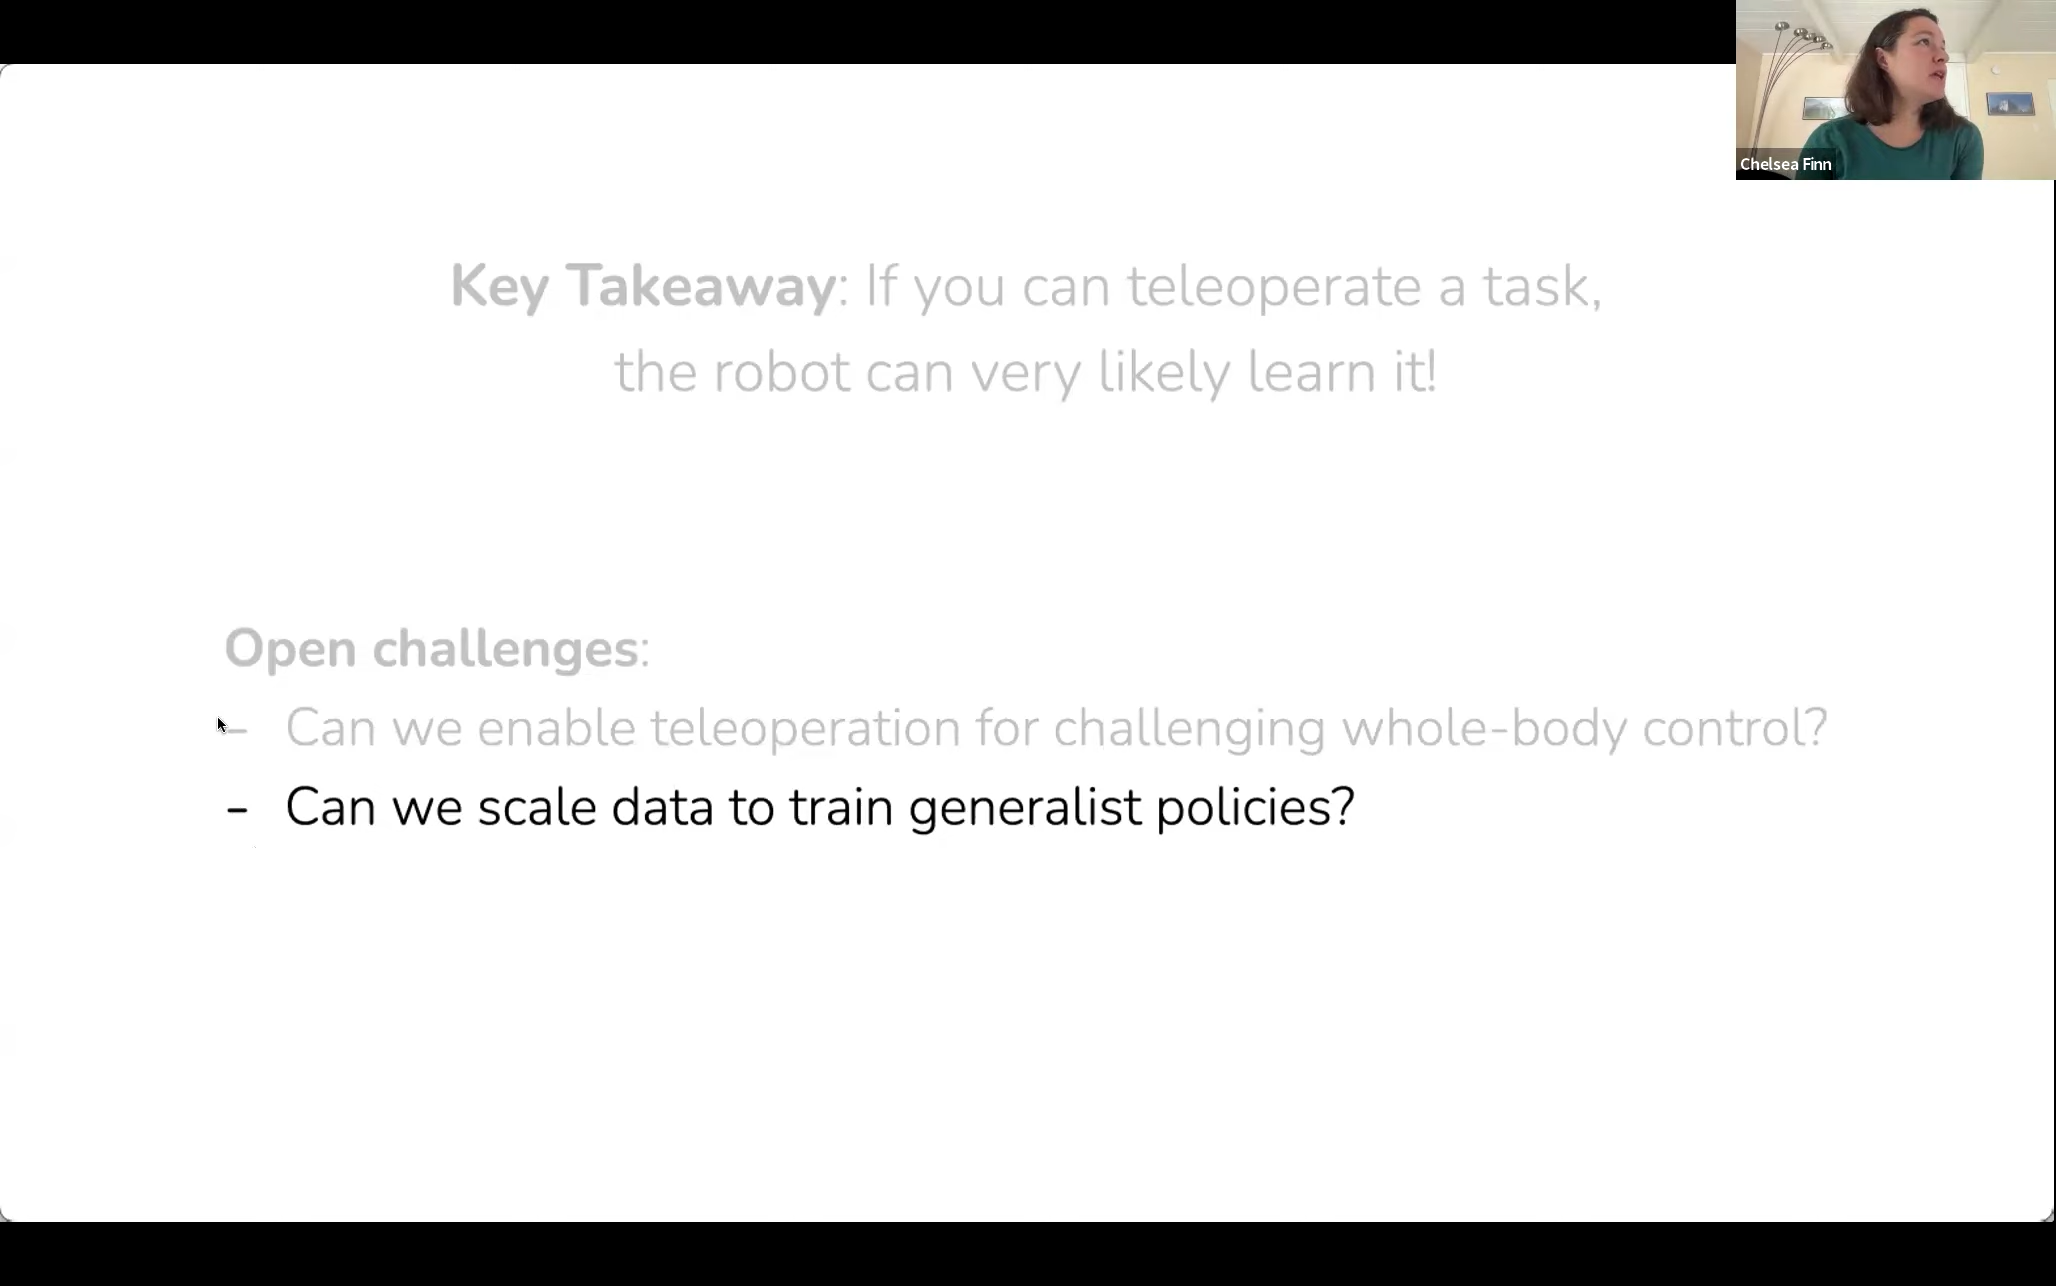 Chelsea Finn
Key Takeaway: If you can teleoperate a task,
the robot can very likely learn it!
Open challenges:
- Can we enable teleoperation for challenging whole-body control?
- Can we scale data to train generalist policies?